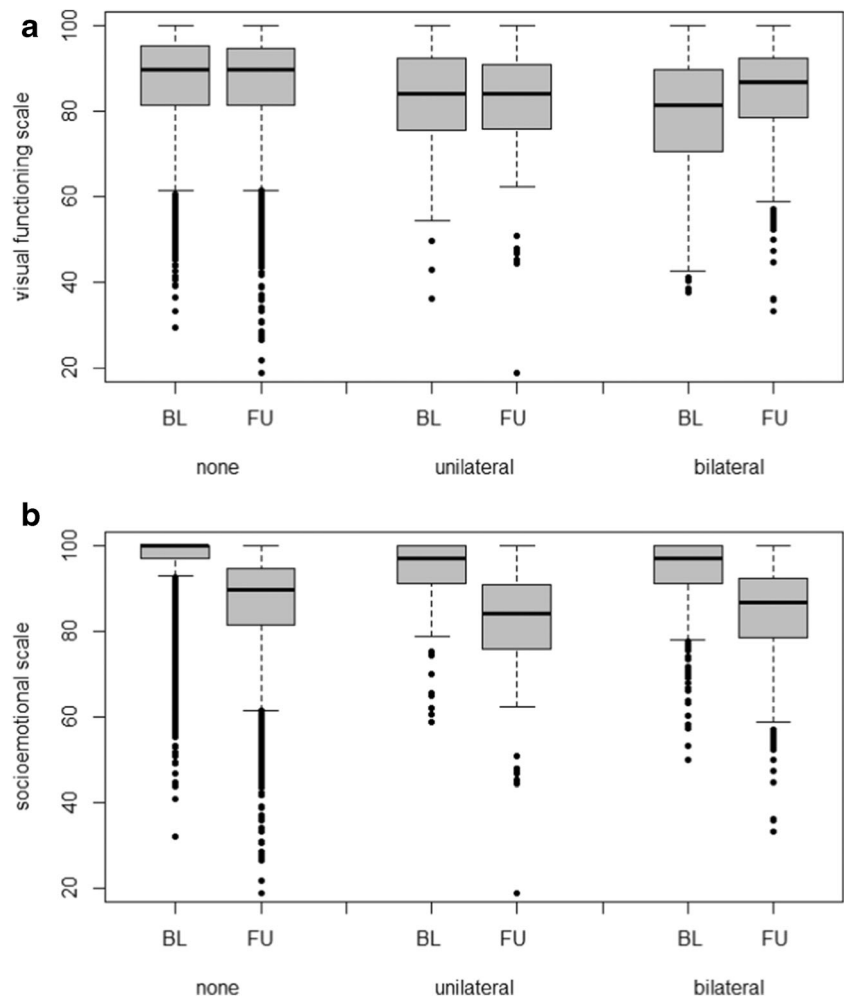 a
100
80
60
40
20
visual functioning scale
BL FU BL FU BL FU
none unilateral bilateral
b
100
80
60
40
20
socioemotional scale
BL FU BL FU BL FU
none unilateral bilateral